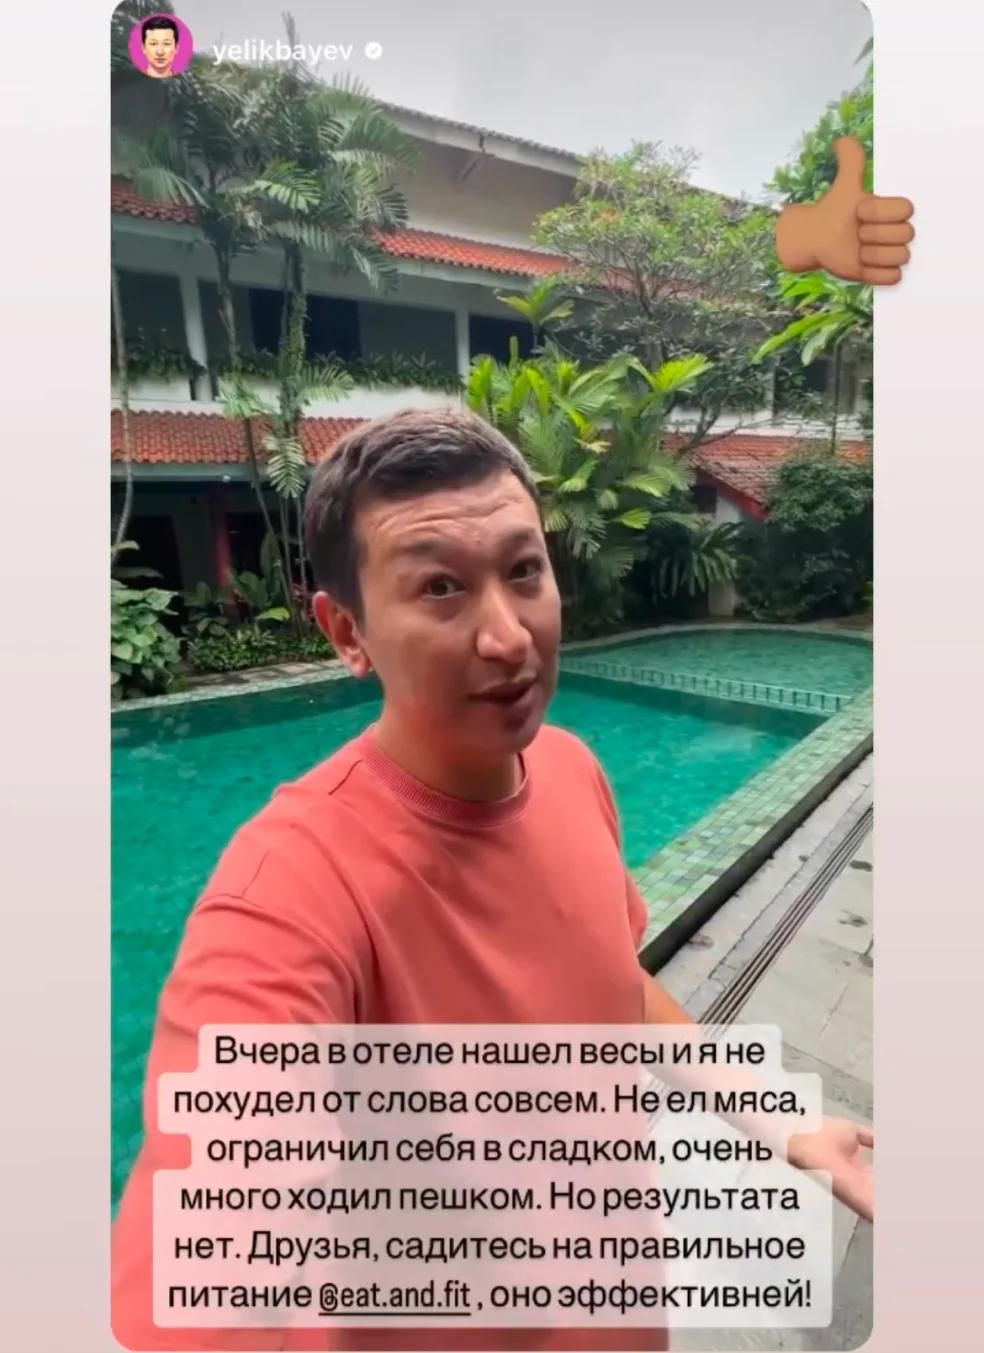 yelikbayev
Вчера в отеле нашел весы и я не
похудел от слова совсем. Не ел мяса,
ограничил себя в сладком, очень
много ходил пешком. Но результата
нет. Друзья, садитесь на правильное
питание @eat.and.fit , оно эффективней!